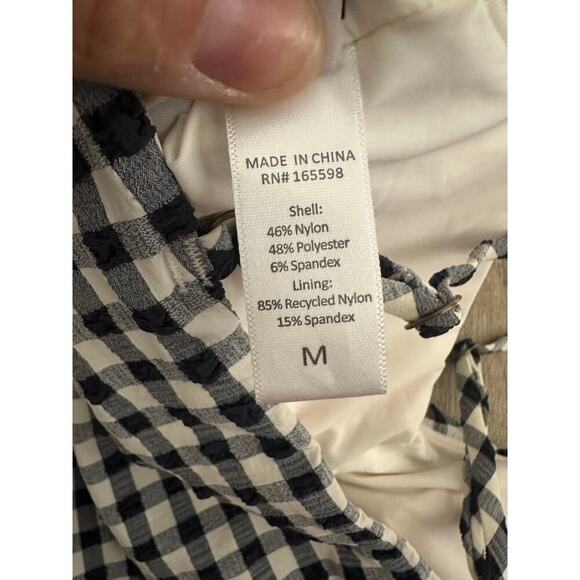 MADE IN CHINA
RN# 165598
Shell:
46% Nylon
48% Polyester
6% Spandex
Lining:
85% Recycled Nylon
15% Spandex
M